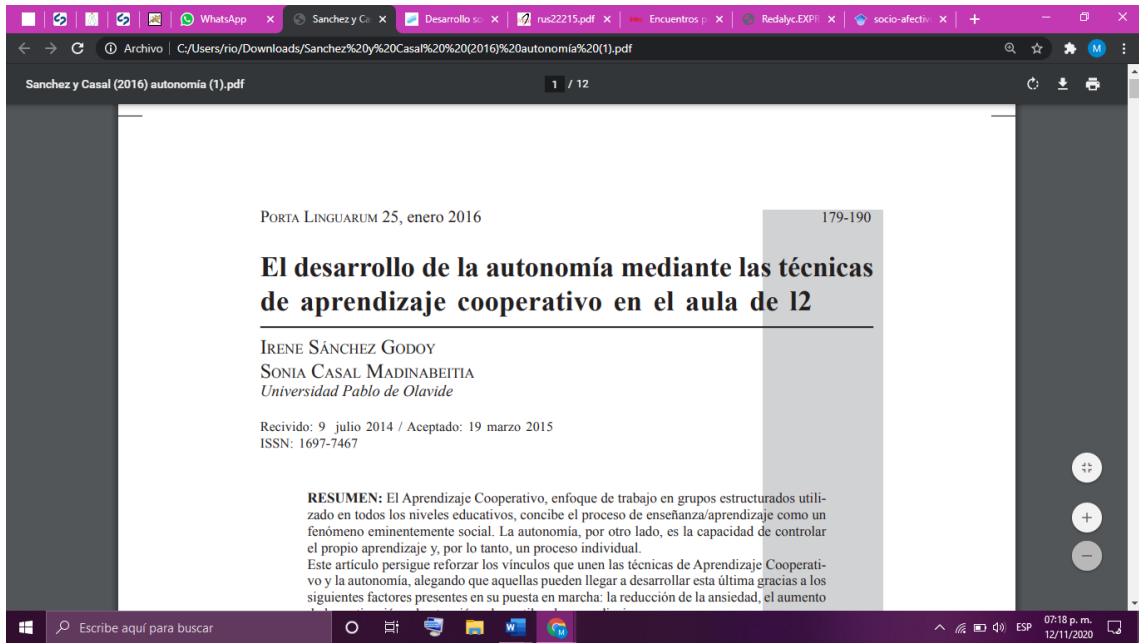 WhatsApp
Sanchez y Ca
Desarrollo so
rus22215.pdf
Encuentros p
Redalyc.EXPR
socio-afectiv
Archivo | C:/Users/rio/Downloads/Sanchez%20y%20Casal%20%20(2016)%20autonomía%20(1).pdf
M
Sanchez y Casal (2016) autonomía (1).pdf
1 / 12
PORTA LINGUARUM 25, enero 2016 179-190
El desarrollo de la autonomía mediante las técnicas
de aprendizaje cooperativo en el aula de l2
IRENE SÁNCHEZ GODOY
SONIA CASAL MADINABEITIA
Universidad Pablo de Olavide
Recivido: 9 julio 2014 / Aceptado: 19 marzo 2015
ISSN: 1697-7467
RESUMEN: El Aprendizaje Cooperativo, enfoque de trabajo en grupos estructurados utili-
zado en todos los niveles educativos, concibe el proceso de enseñanza/aprendizaje como un
fenómeno eminentemente social. La autonomía, por otro lado, es la capacidad de controlar
el propio aprendizaje y, por lo tanto, un proceso individual.
Este artículo persigue reforzar los vínculos que unen las técnicas de Aprendizaje Cooperati-
vo y la autonomía, alegando que aquellas pueden llegar a desarrollar esta última gracias a los
siguientes factores presentes en su puesta en marcha: la reducción de la ansiedad, el aumento
Escribe aquí para buscar
ESP
07:18 p. m.
12/11/2020